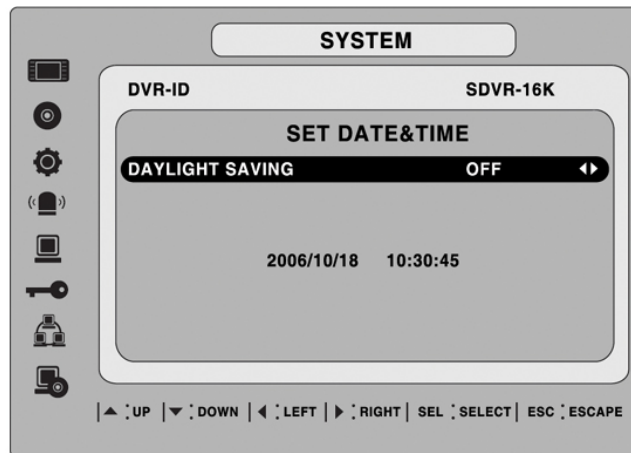 SYSTEM
DVR-ID SDVR-16K
SET DATE&TIME
DAYLIGHT SAVING OFF
2006/10/18 10:30:45
UP DOWN LEFT RIGHT SEL : SELECT ESC : ESCAPE